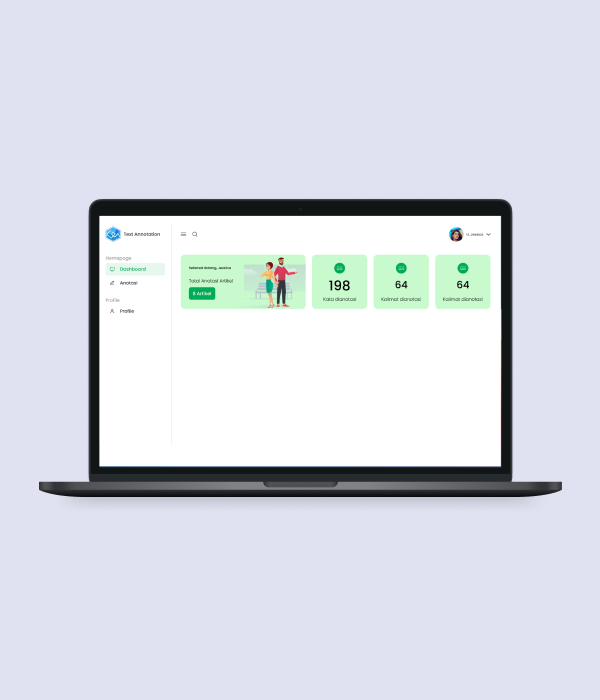 Text Annotation
Hi, Jessica
Homepage
Dashboard
Anotasi
Profile
Profile
Selamat datang, Jessica
Total Anotasi Artikel
8 Artikel
198
Kata dianotasi
64
Kalimat dianotasi
64
Kalimat dianotasi